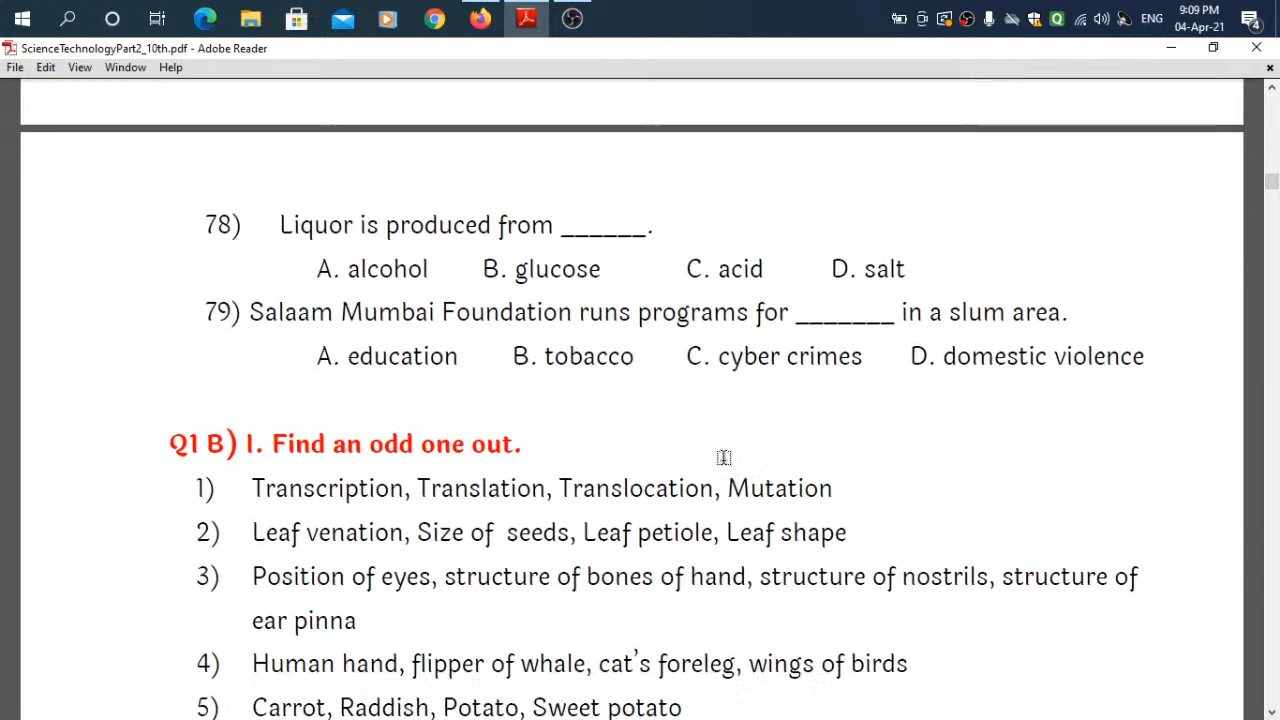 9:09 PM
ENG
04-Apr-21
4
ScienceTechnologyPart2_10th.pdf - Adobe Reader
File Edit View Window Help
78) Liquor is produced from ______.
A. alcohol B. glucose C. acid D. salt
79) Salaam Mumbai Foundation runs programs for _______ in a slum area.
A. education B. tobacco C. cyber crimes D. domestic violence
Q1 B) I. Find an odd one out.
1) Transcription, Translation, Translocation, Mutation
2) Leaf venation, Size of seeds, Leaf petiole, Leaf shape
3) Position of eyes, structure of bones of hand, structure of nostrils, structure of
ear pinna
4) Human hand, flipper of whale, cat's foreleg, wings of birds
5) Carrot, Raddish, Potato, Sweet potato